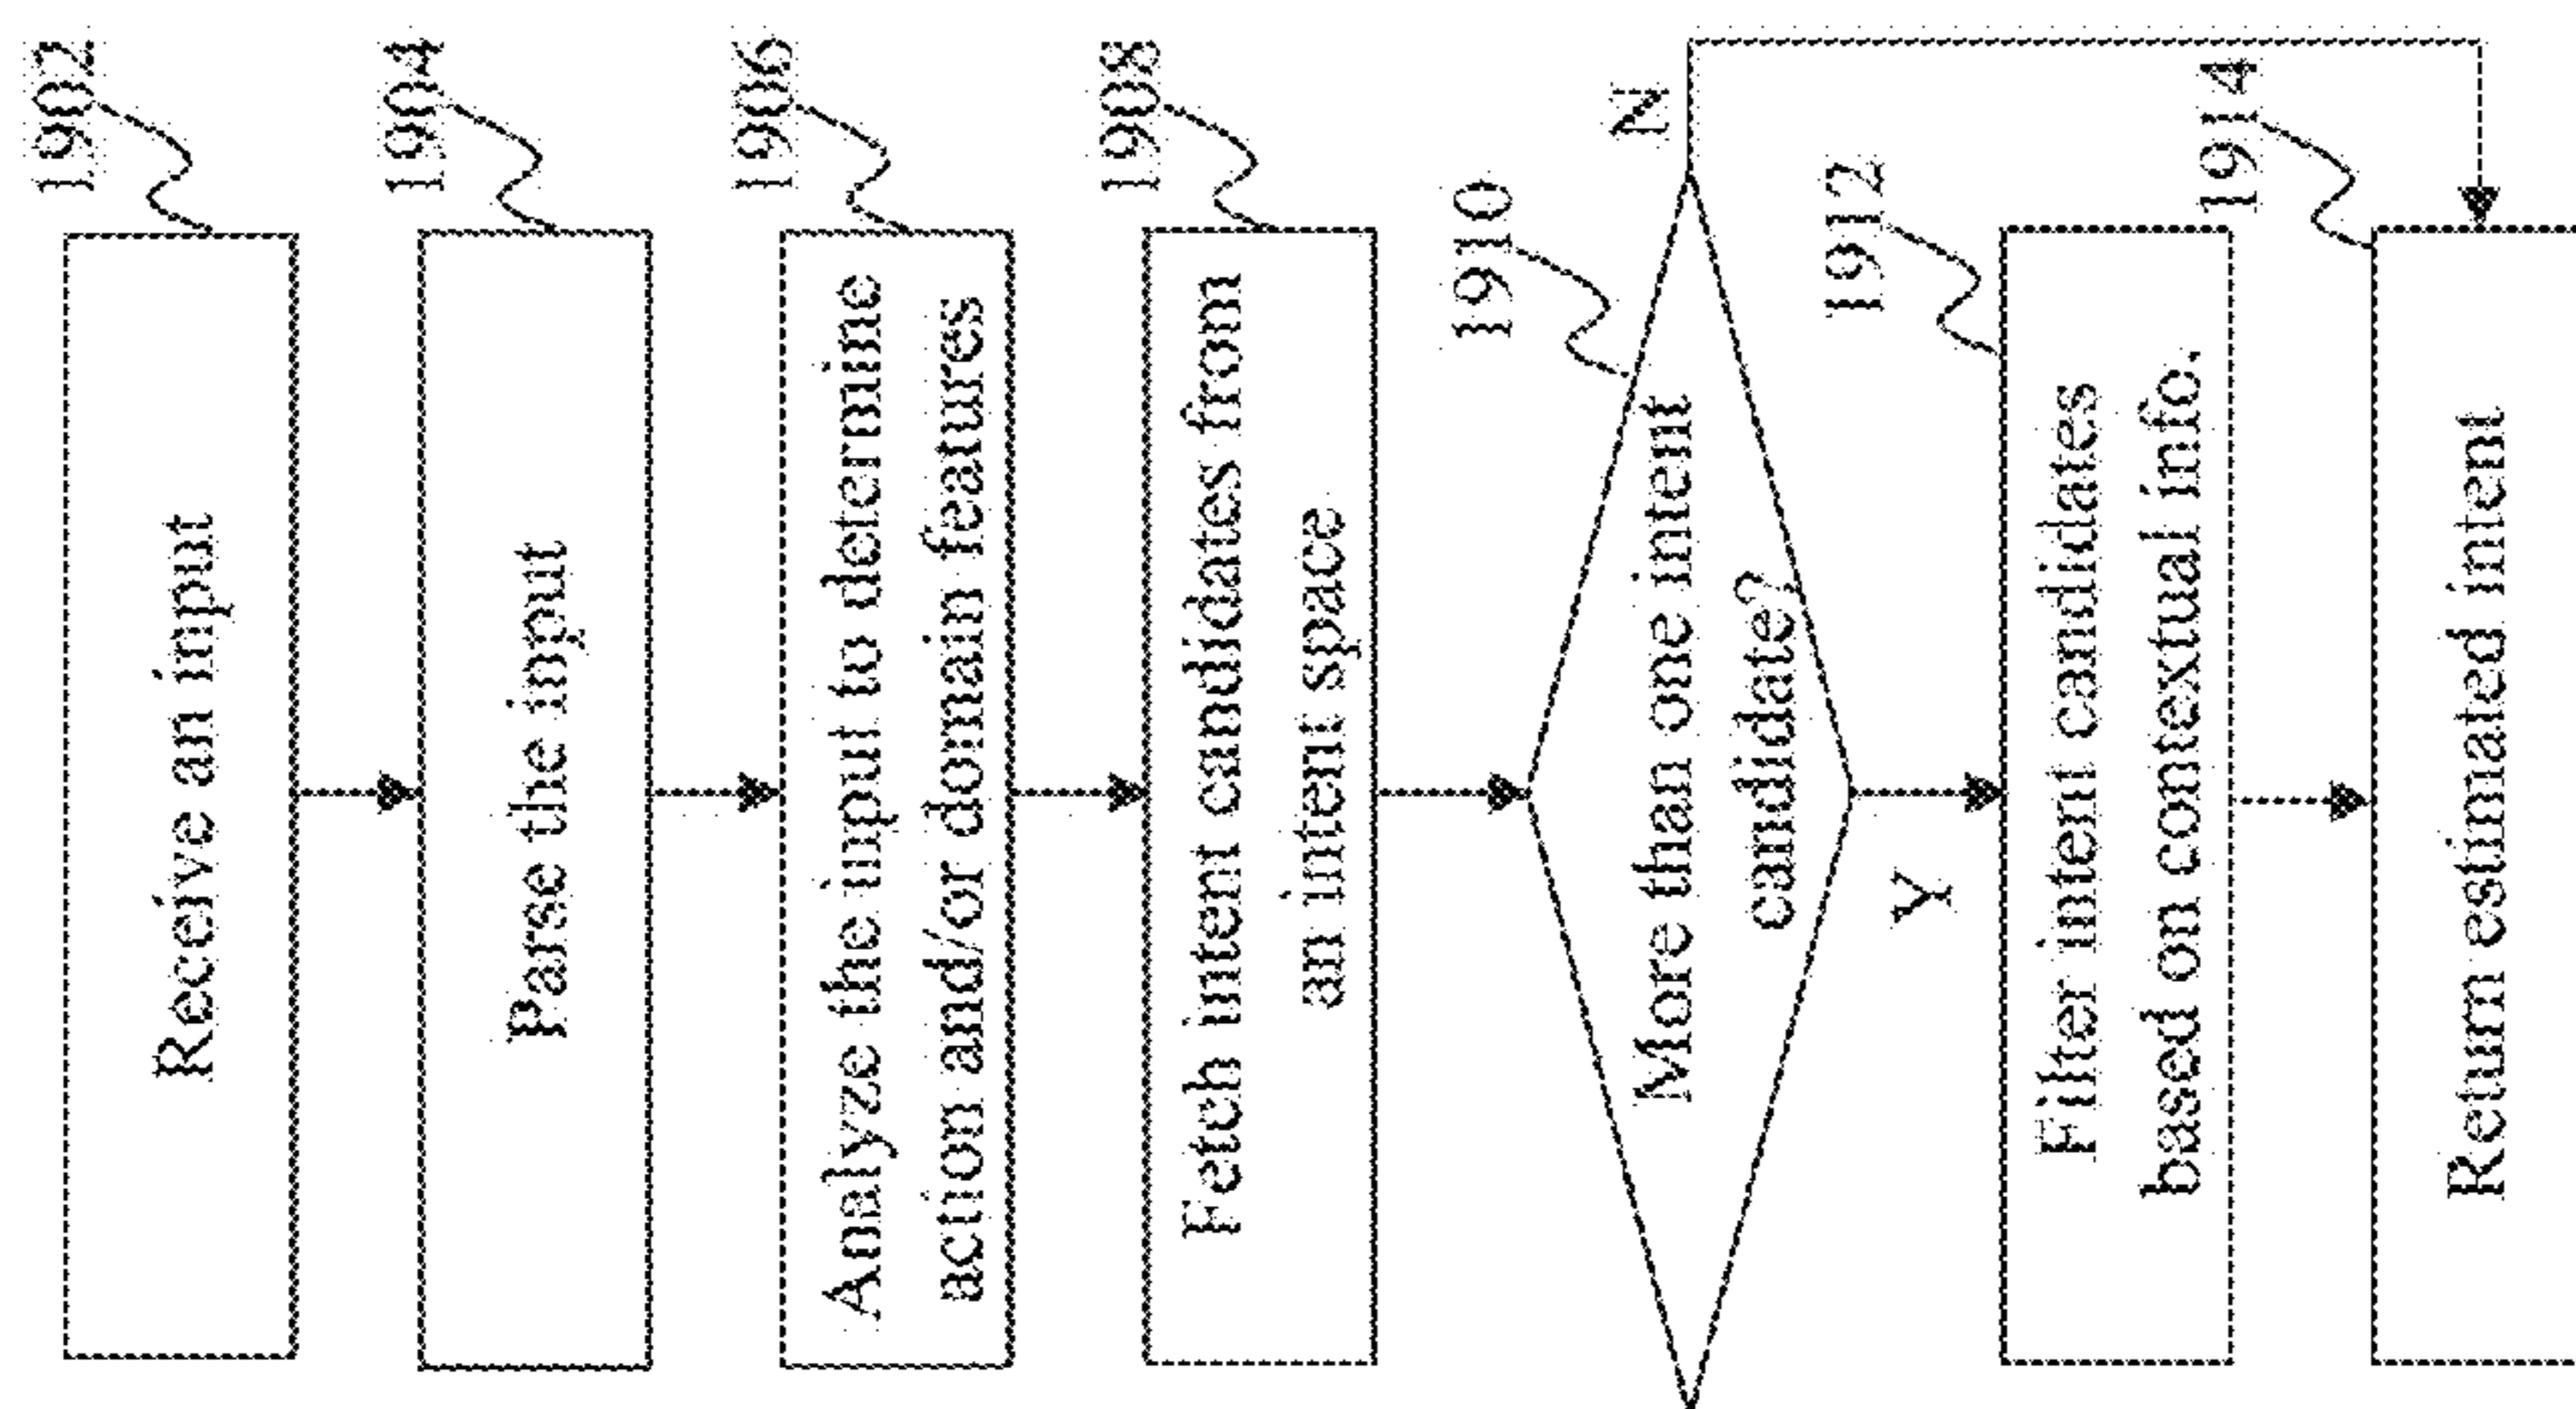 1902
Receive an input
1904
Parse the input
1906
Analyze the input to determine
action and/or domain features
1908
Fetch intent candidates from
an intent space
1910
More than one intent
candidate?
N
Y
1912
Filter intent candidates
based on contextual info.
1914
Return estimated intent